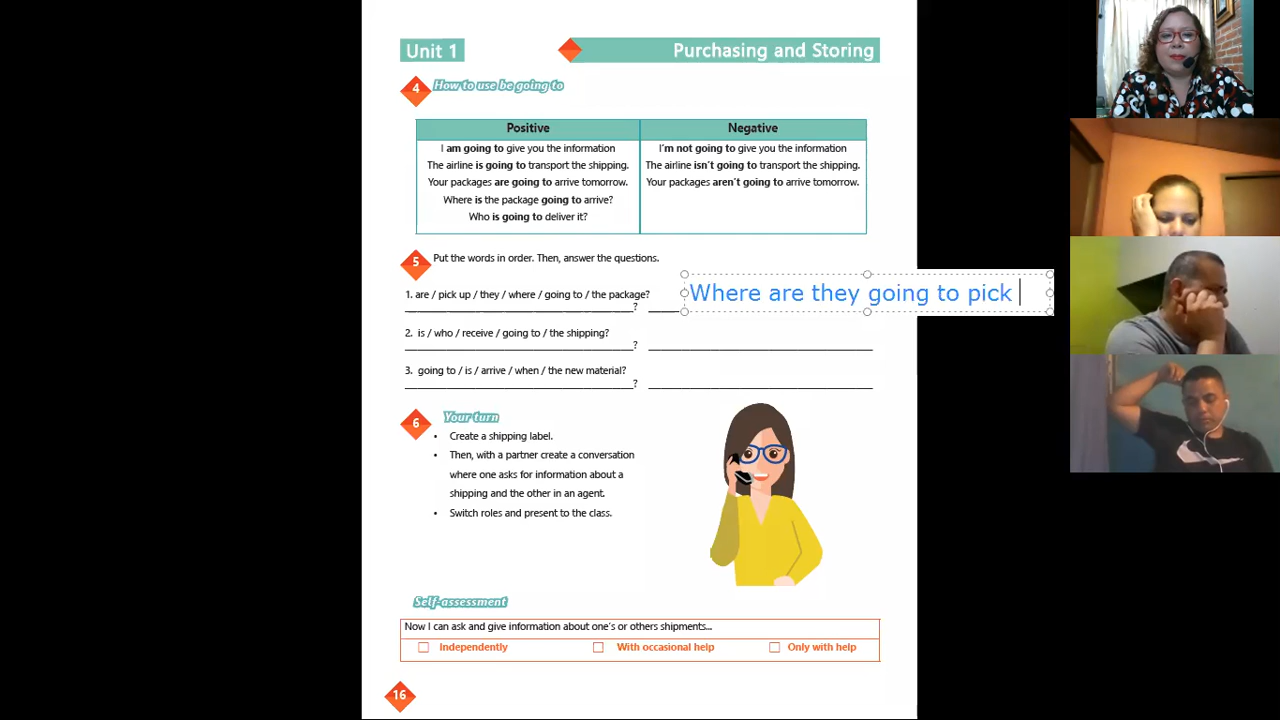 Unit 1
Purchasing and Storing
4 How to use be going to
Positive
Negative
I am going to give you the information
I'm not going to give you the information
The airline is going to transport the shipping.
The airline isn't going to transport the shipping.
Your packages are going to arrive tomorrow.
Your packages aren't going to arrive tomorrow.
Where is the package going to arrive?
Who is going to deliver it?
5 Put the words in order. Then, answer the questions.
1. are / pick up / they / where / going to / the package?
Where are they going to pick
?
2. is / who / receive / going to / the shipping?
?
3. going to / is / arrive / when / the new material?
?
6 Your turn
• Create a shipping label.
• Then, with a partner create a conversation
where one asks for information about a
shipping and the other in an agent.
• Switch roles and present to the class.
Self-assessment
Now I can ask and give information about one's or others shipments...
Independently
With occasional help
Only with help
16